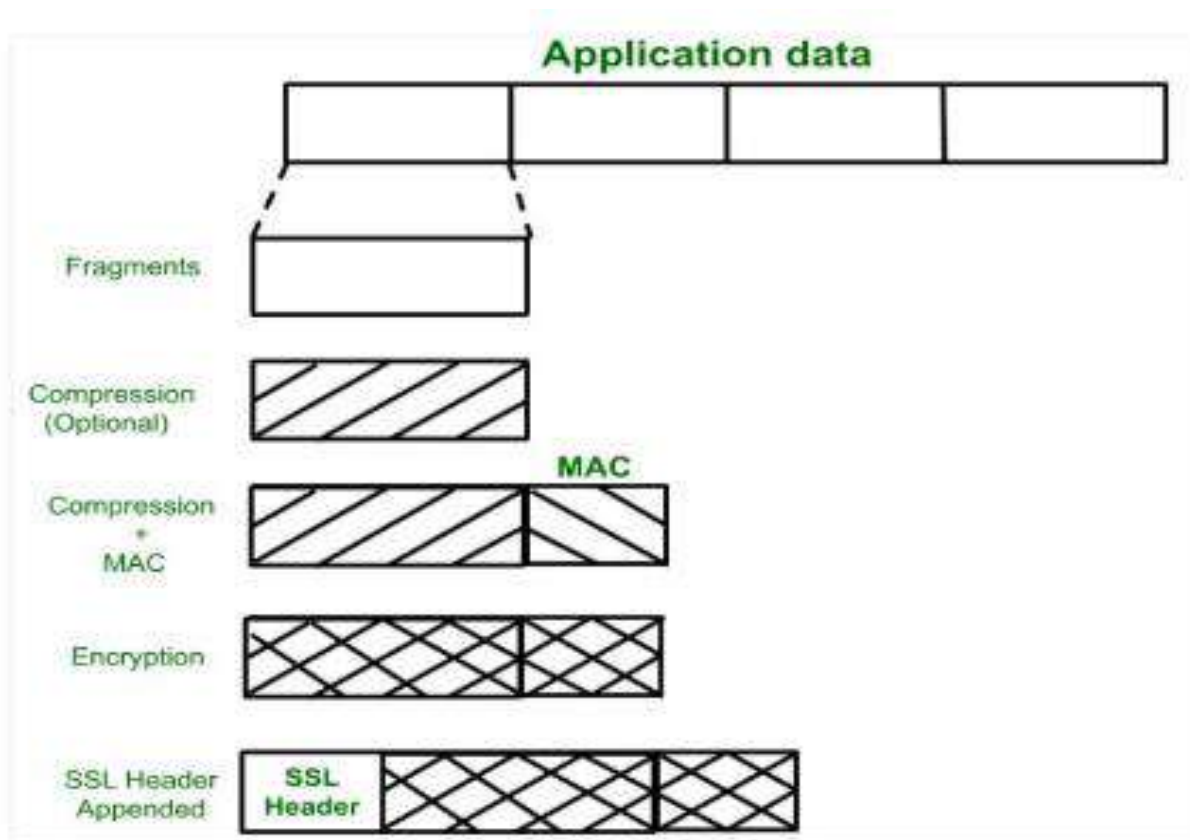 Application data
Fragments
Compression
(Optional)
MAC
Compression
+
MAC
Encryption
SSL Header
Appended
SSL
Header